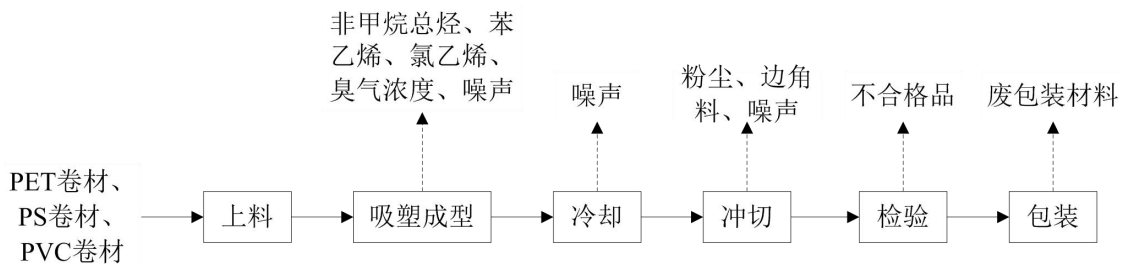 非甲烷总烃、苯
乙烯、氯乙烯、
臭气浓度、噪声
噪声
粉尘、边角
料、噪声
不合格品
废包装材料
PET卷材、
PS卷材、
PVC卷材
上料
吸塑成型
冷却
冲切
检验
包装